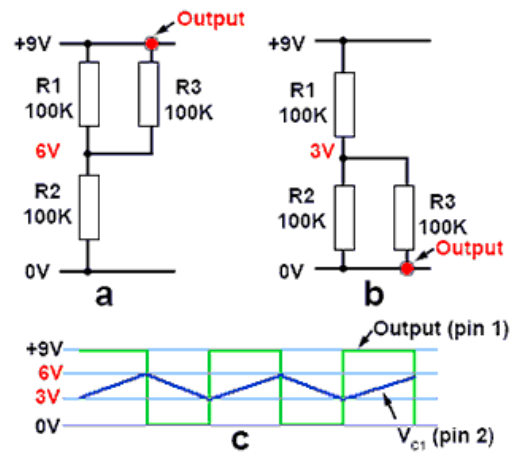 Output
+9V
R1
100K
R3
100K
6V
R2
100K
0V
a
+9V
R1
100K
3V
R2
100K
R3
100K
Output
0V
b
Output (pin 1)
+9V
6V
3V
0V
V_C1 (pin 2)
c